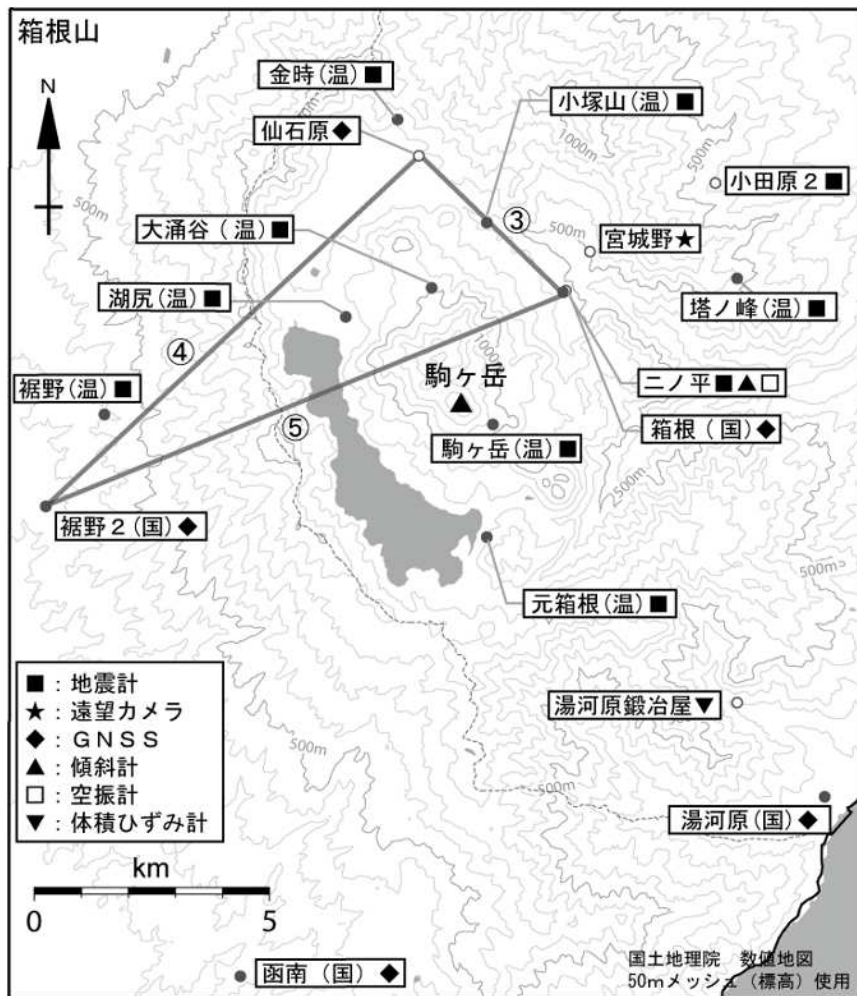 箱根山
N
金時(温)■
小塚山(温)■
仙石原◆
00m
1000m
500m
小田原2■
500m
大涌谷(温)■
③
500m
宮城野★
湖尻(温)■
塔ノ峰(温)■
④
1000m
駒ヶ岳
二ノ平■▲□
裾野(温)■
⑤
箱根(国)◆
駒ヶ岳(温)■
500m
裾野2(国)◆
500m
元箱根(温)■
■:地震計
★:遠望カメラ
◆:GNSS
▲:傾斜計
□:空振計
▼:体積ひずみ計
湯河原鍛冶屋▼
500m
500m
湯河原(国)◆
km
0 5
函南(国)◆
国土地理院 数値地図
50mメッシュ(標高)使用